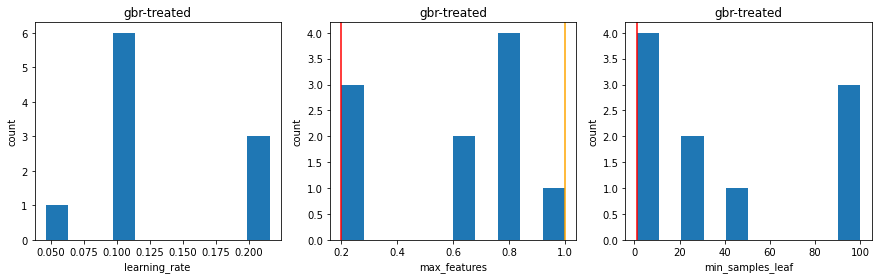 gbr-treated
6
5
4
3
2
1
0
count
0.050 0.075 0.100 0.125 0.150 0.175 0.200
learning_rate
gbr-treated
4.0
3.5
3.0
2.5
2.0
1.5
1.0
0.5
0.0
count
0.2 0.4 0.6 0.8 1.0
max_features
gbr-treated
4.0
3.5
3.0
2.5
2.0
1.5
1.0
0.5
0.0
count
0 20 40 60 80 100
min_samples_leaf